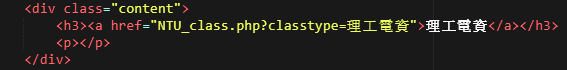 <div class="content">
<h3><a href="NTU_class.php?classtype=理工電資">理工電資</a></h3>
<p></p>
</div>